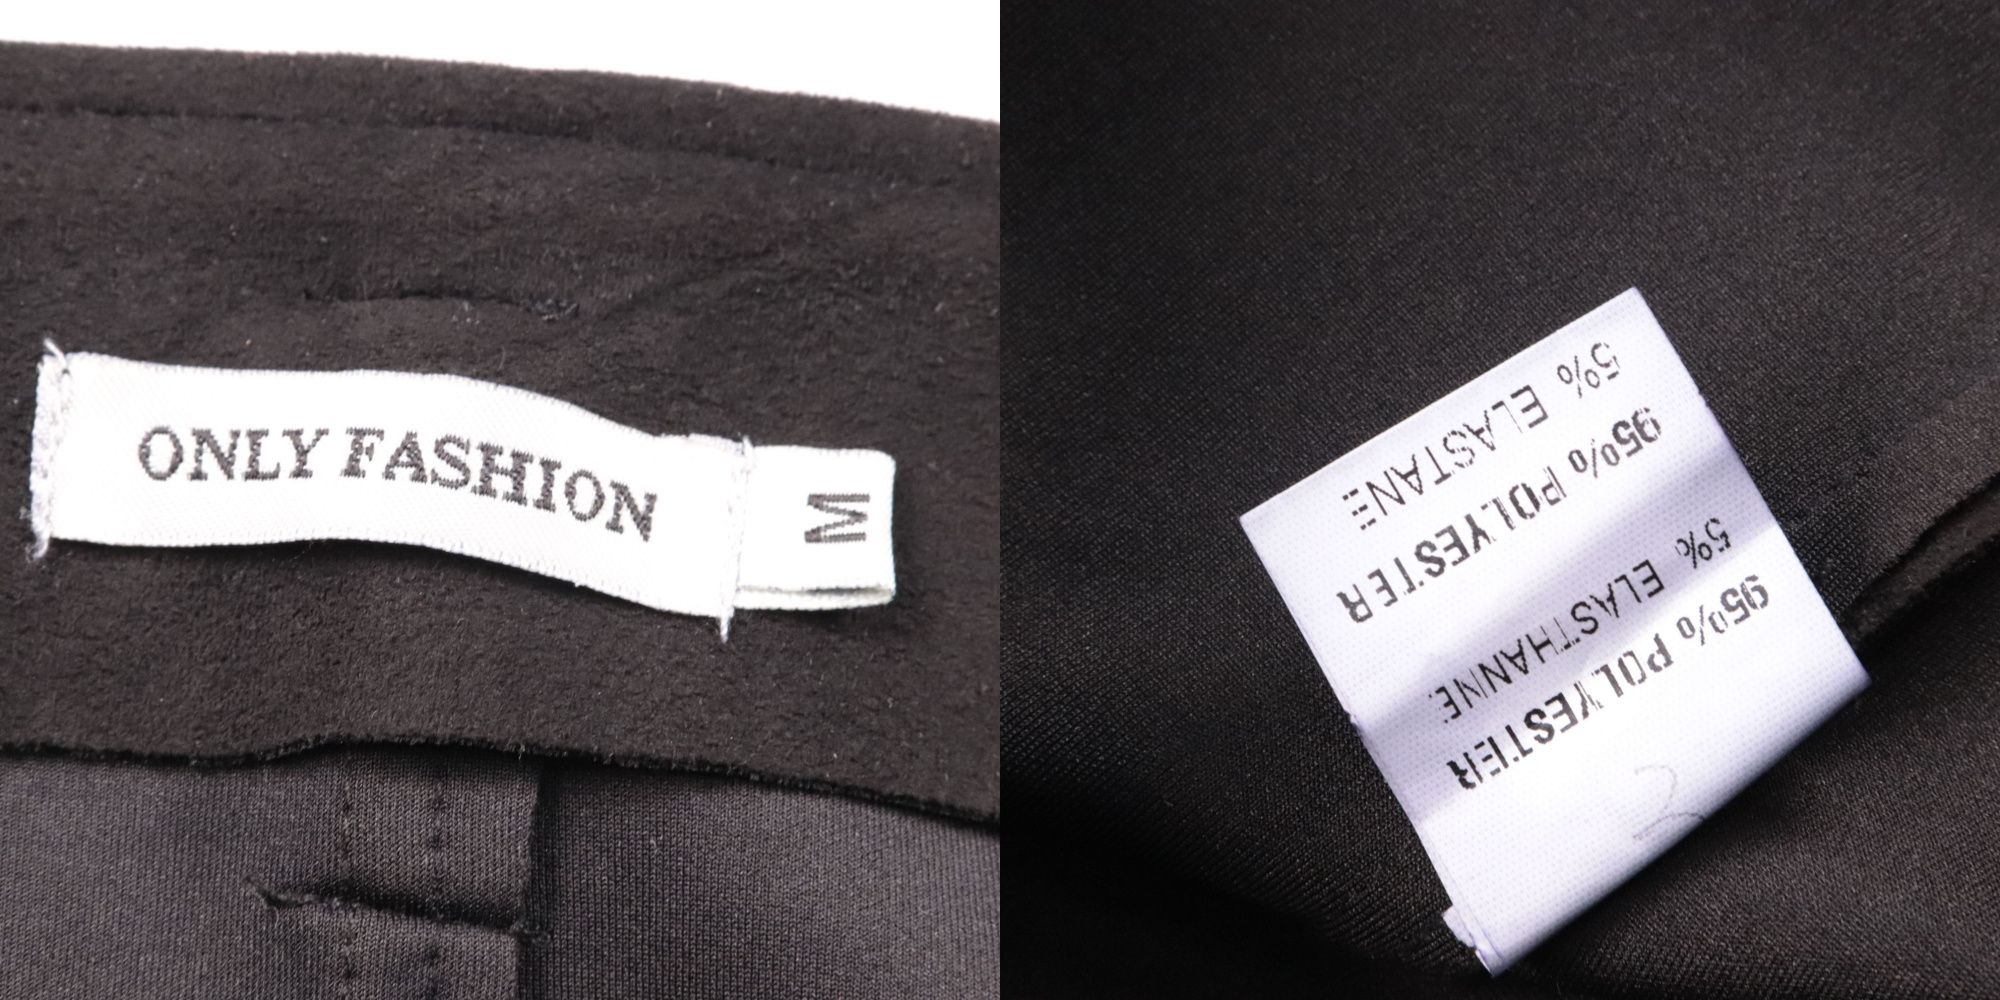 ONLY FASHION
M
95% POLYESTER
5% ELASTHANNE
95% POLYESTER
5% ELASTANE